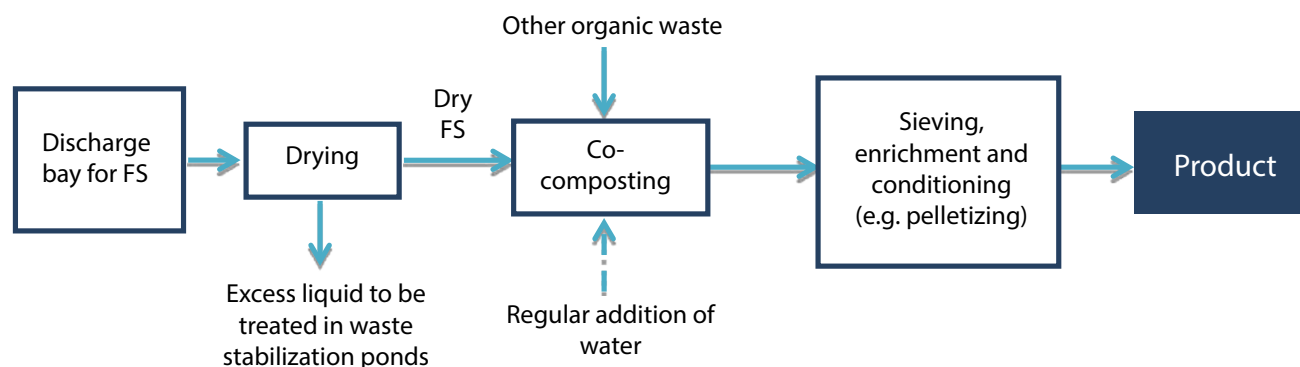 Other organic waste
Discharge
bay for FS
Drying
Dry
FS
Co-
composting
Sieving,
enrichment and
conditioning
(e.g. pelletizing)
Product
Excess liquid to be
treated in waste
stabilization ponds
Regular addition of
water